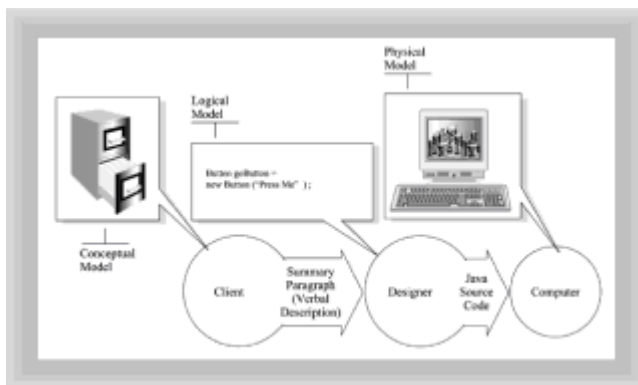 Physical
Model
Logical
Model
Button goButton =
new Button ("Press Me" );
Conceptual
Model
Client
Summary
Paragraph
(Verbal
Description)
Designer
Java
Source
Code
Computer